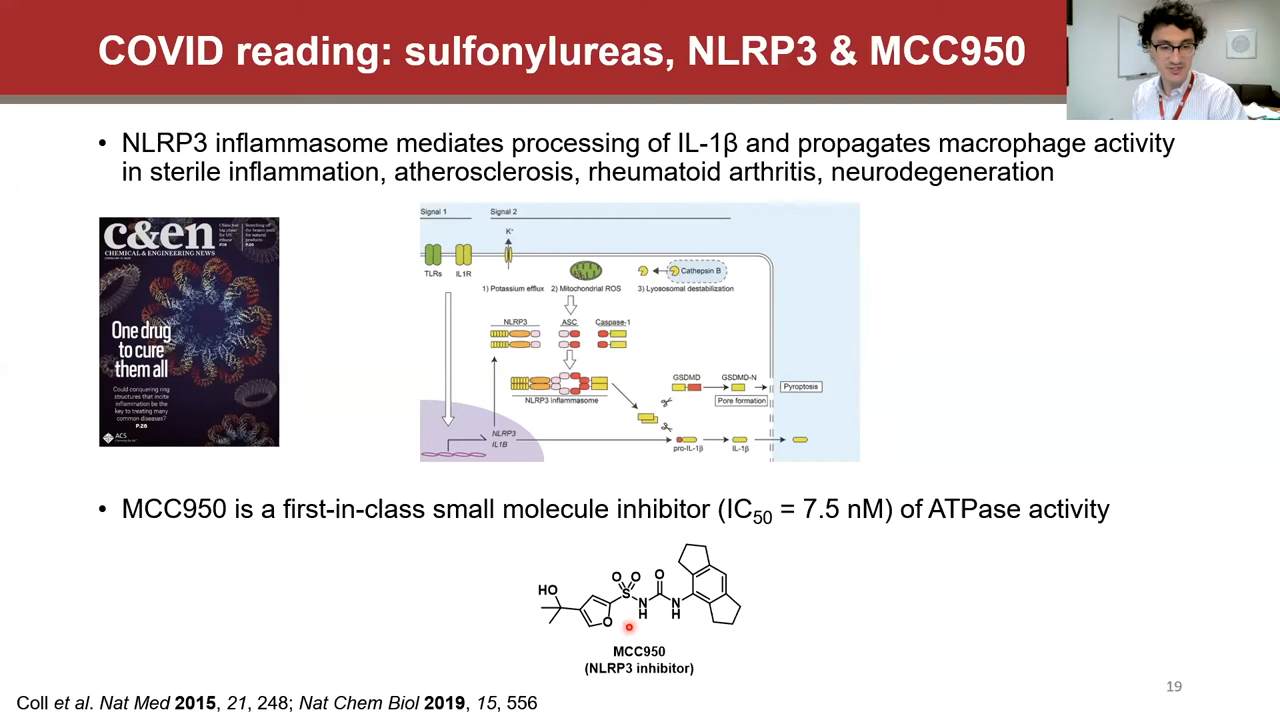 COVID reading: sulfonylureas, NLRP3 & MCC950
• NLRP3 inflammasome mediates processing of IL-1β and propagates macrophage activity
in sterile inflammation, atherosclerosis, rheumatoid arthritis, neurodegeneration
c&en
CHEMICAL & ENGINEERING NEWS
One drug
to cure
them all
Could conquering ring
structures that incite
inflammation be the
key to treating many
common diseases?
P.26
ACS
Signal 1
Signal 2
K⁺
TLRs
IL1R
Cathepsin B
1) Potassium efflux
2) Mitochondrial ROS
3) Lysosomal destabilization
NLRP3
ASC
Caspase-1
NLRP3 inflammasome
GSDMD
GSDMD-N
Pyroptosis
Pore formation
NLRP3
IL1B
pro-IL-1β
IL-1β
• MCC950 is a first-in-class small molecule inhibitor (IC₅₀ = 7.5 nM) of ATPase activity
HO
O
O
O
S
N
H
N
H
O
MCC950
(NLRP3 inhibitor)
19
Coll et al. Nat Med 2015, 21, 248; Nat Chem Biol 2019, 15, 556